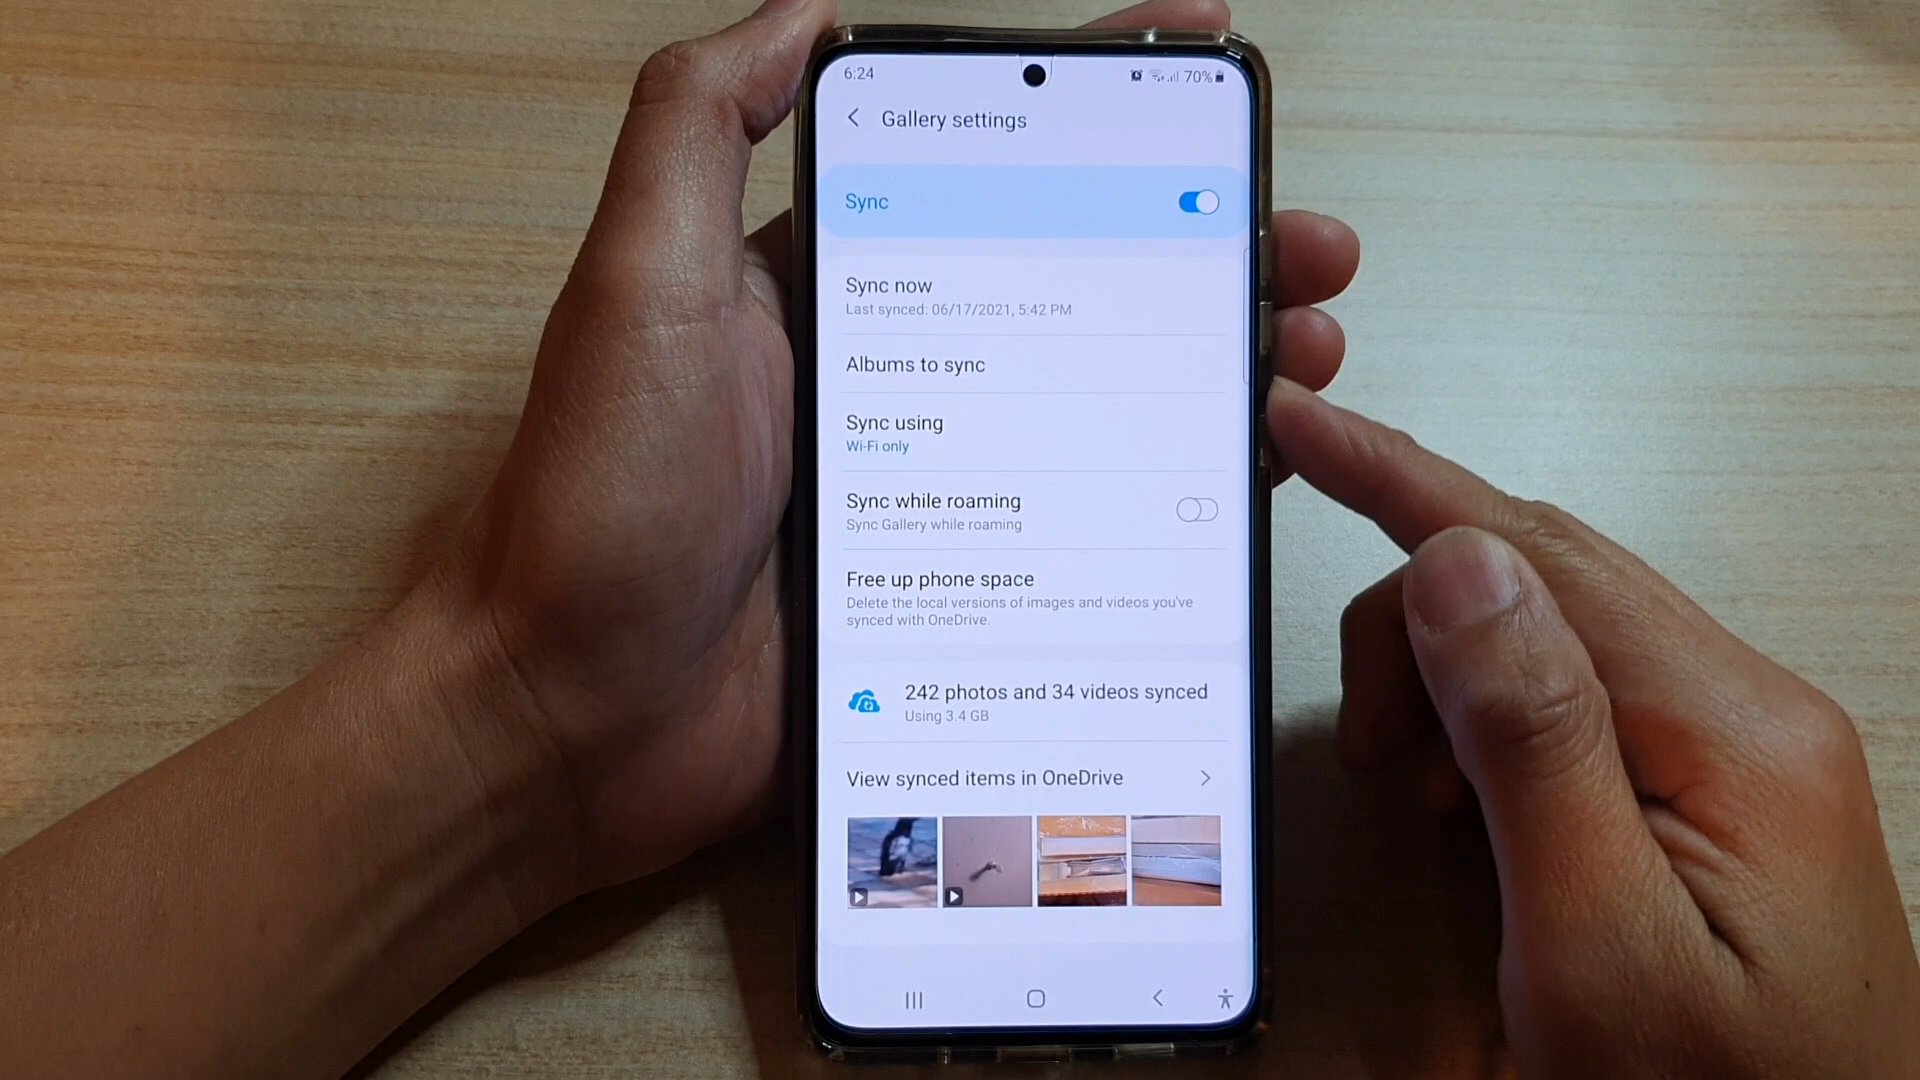 6:24
70%
Gallery settings
Sync
Sync now
Last synced: 06/17/2021, 5:42 PM
Albums to sync
Sync using
Wi-Fi only
Sync while roaming
Sync Gallery while roaming
Free up phone space
Delete the local versions of images and videos you've
synced with OneDrive.
242 photos and 34 videos synced
Using 3.4 GB
View synced items in OneDrive